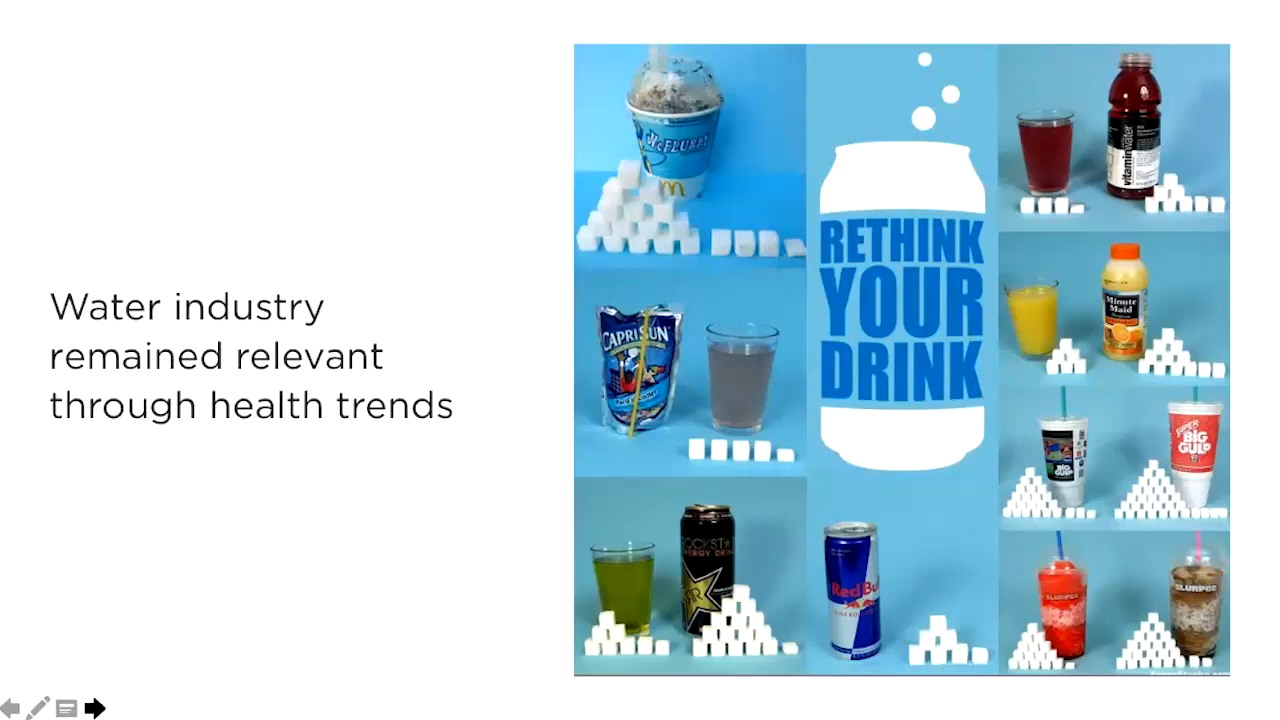 Water industry
remained relevant
through health trends
McFLURRY
RETHINK
YOUR
DRINK
vitaminwater
Minute
Maid
CAPRI SUN
BIG
GULP
SUPER
BIG
GULP
ROCKST★
ENERGY DRINK
Red Bull
SLURPEE
SLURPEE